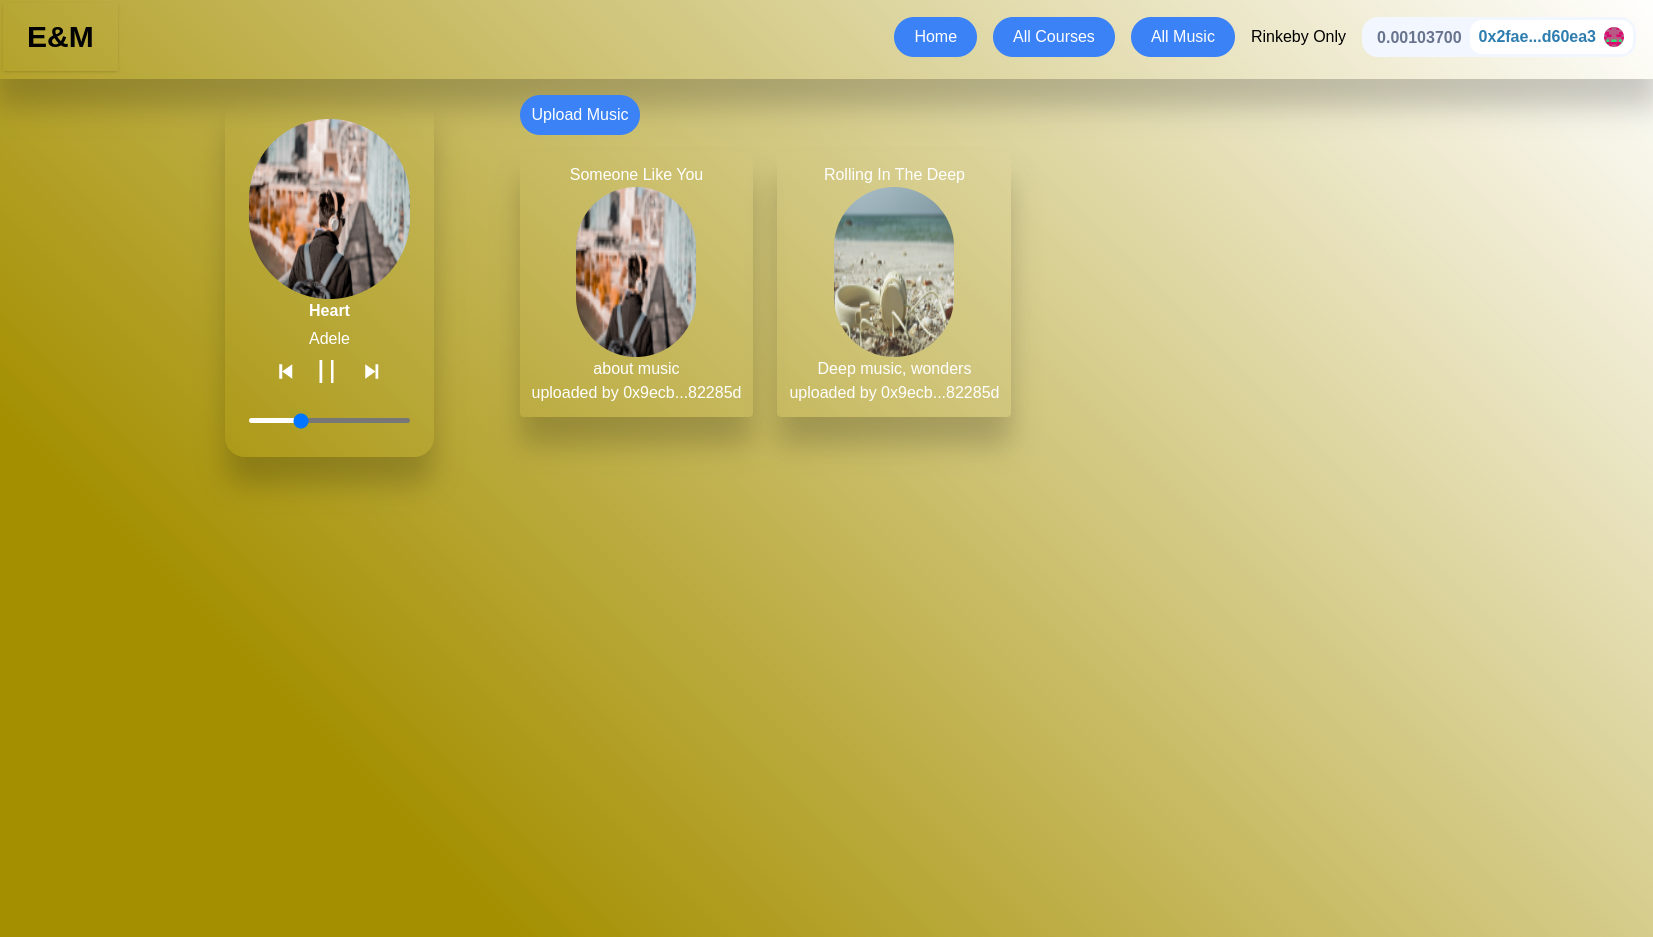 E&M
Home
All Courses
All Music
Rinkeby Only
0.00103700
0x2fae...d60ea3
Heart
Adele
Upload Music
Someone Like You
about music
uploaded by 0x9ecb...82285d
Rolling In The Deep
Deep music, wonders
uploaded by 0x9ecb...82285d